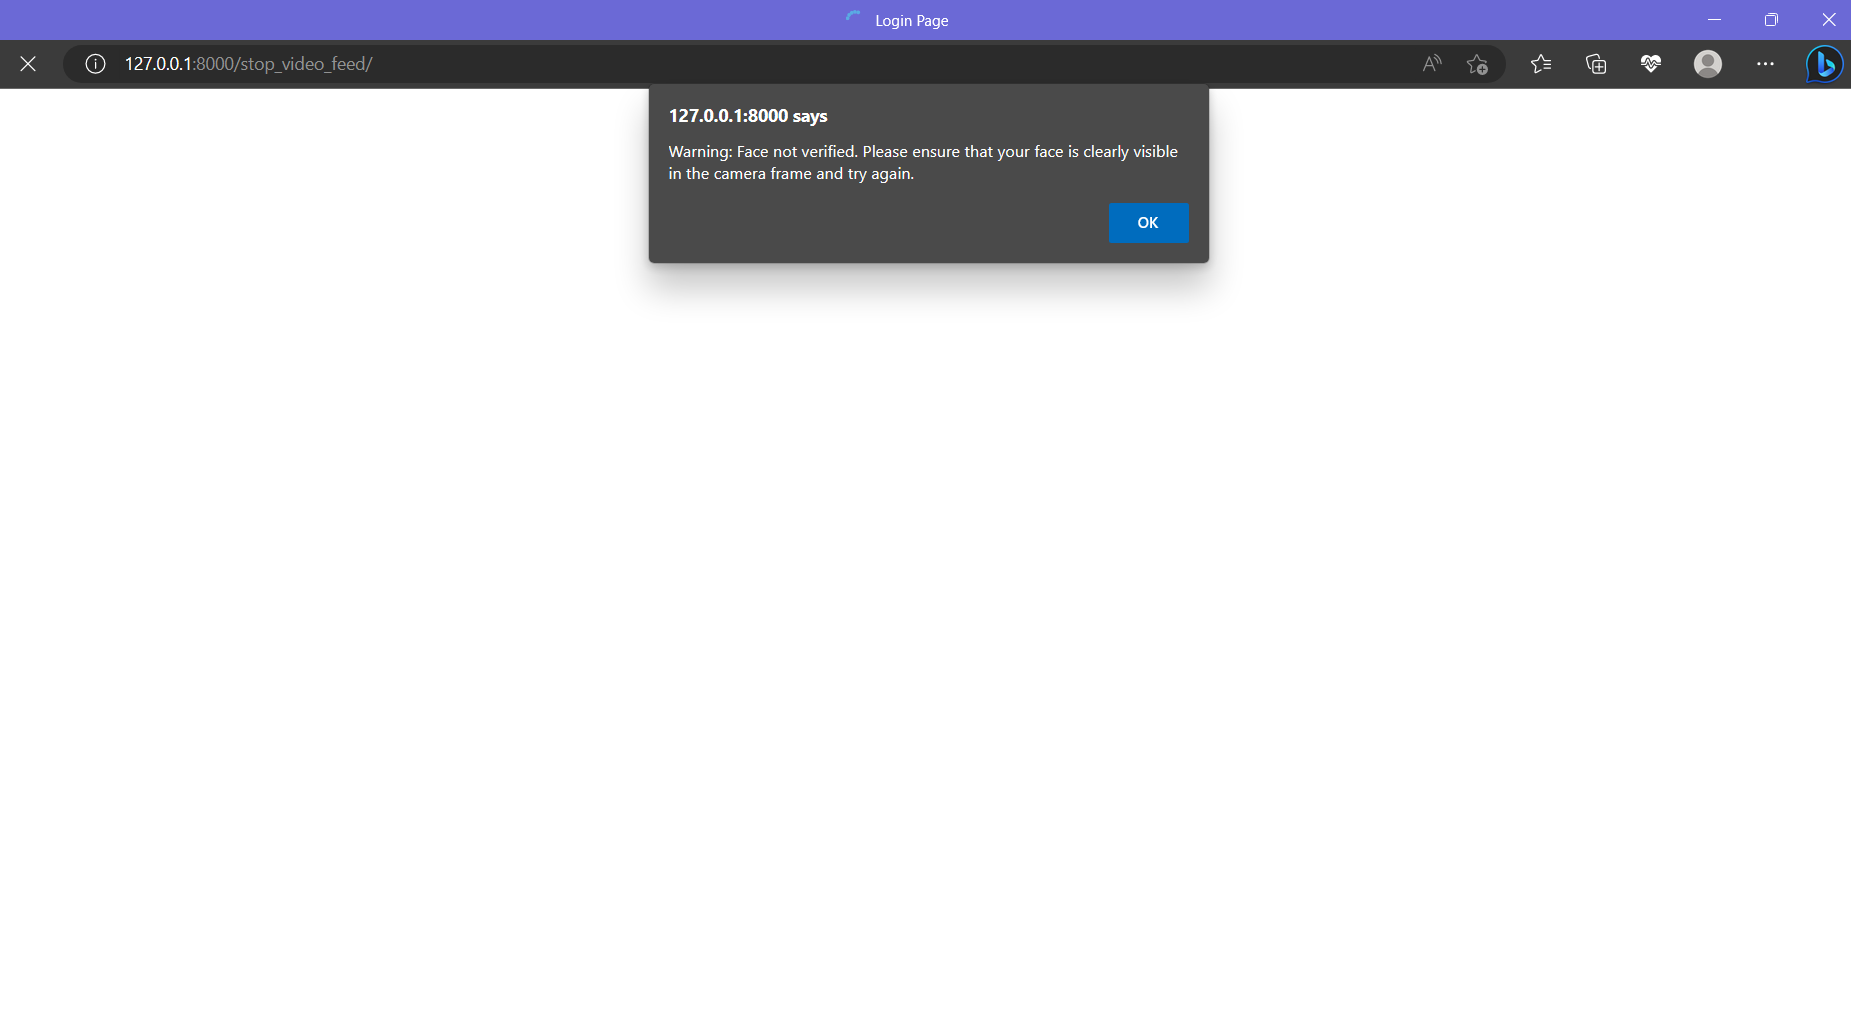 Login Page
127.0.0.1:8000/stop_video_feed/
127.0.0.1:8000 says
Warning: Face not verified. Please ensure that your face is clearly visible
in the camera frame and try again.
OK